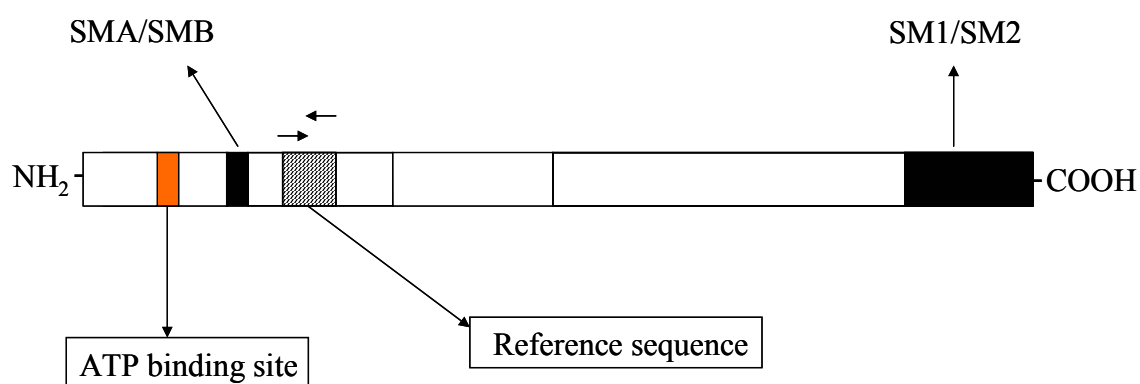 SMA/SMB
SM1/SM2
NH₂
COOH
Reference sequence
ATP binding site